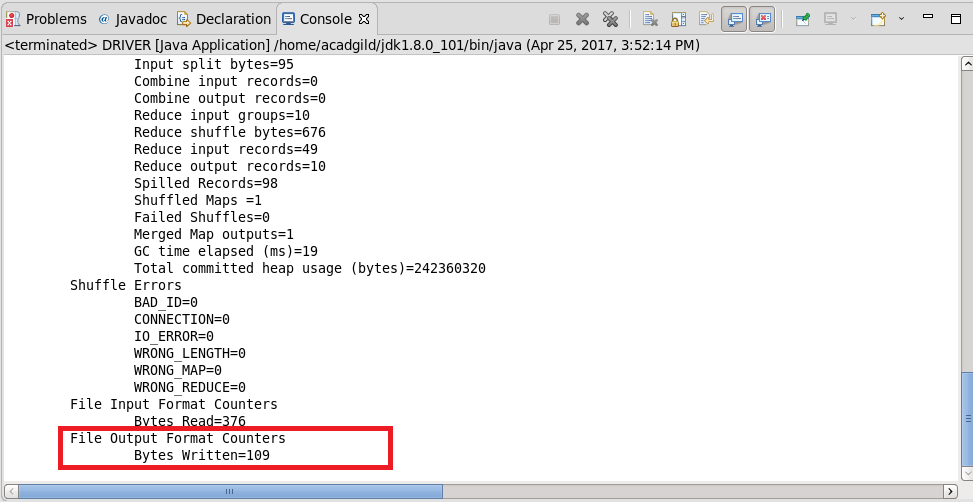 Problems @ Javadoc Declaration Console
<terminated> DRIVER [Java Application] /home/acadgild/jdk1.8.0_101/bin/java (Apr 25, 2017, 3:52:14 PM)
Input split bytes=95
Combine input records=0
Combine output records=0
Reduce input groups=10
Reduce shuffle bytes=676
Reduce input records=49
Reduce output records=10
Spilled Records=98
Shuffled Maps =1
Failed Shuffles=0
Merged Map outputs=1
GC time elapsed (ms)=19
Total committed heap usage (bytes)=242360320
Shuffle Errors
BAD_ID=0
CONNECTION=0
IO_ERROR=0
WRONG_LENGTH=0
WRONG_MAP=0
WRONG_REDUCE=0
File Input Format Counters
Bytes Read=376
File Output Format Counters
Bytes Written=109